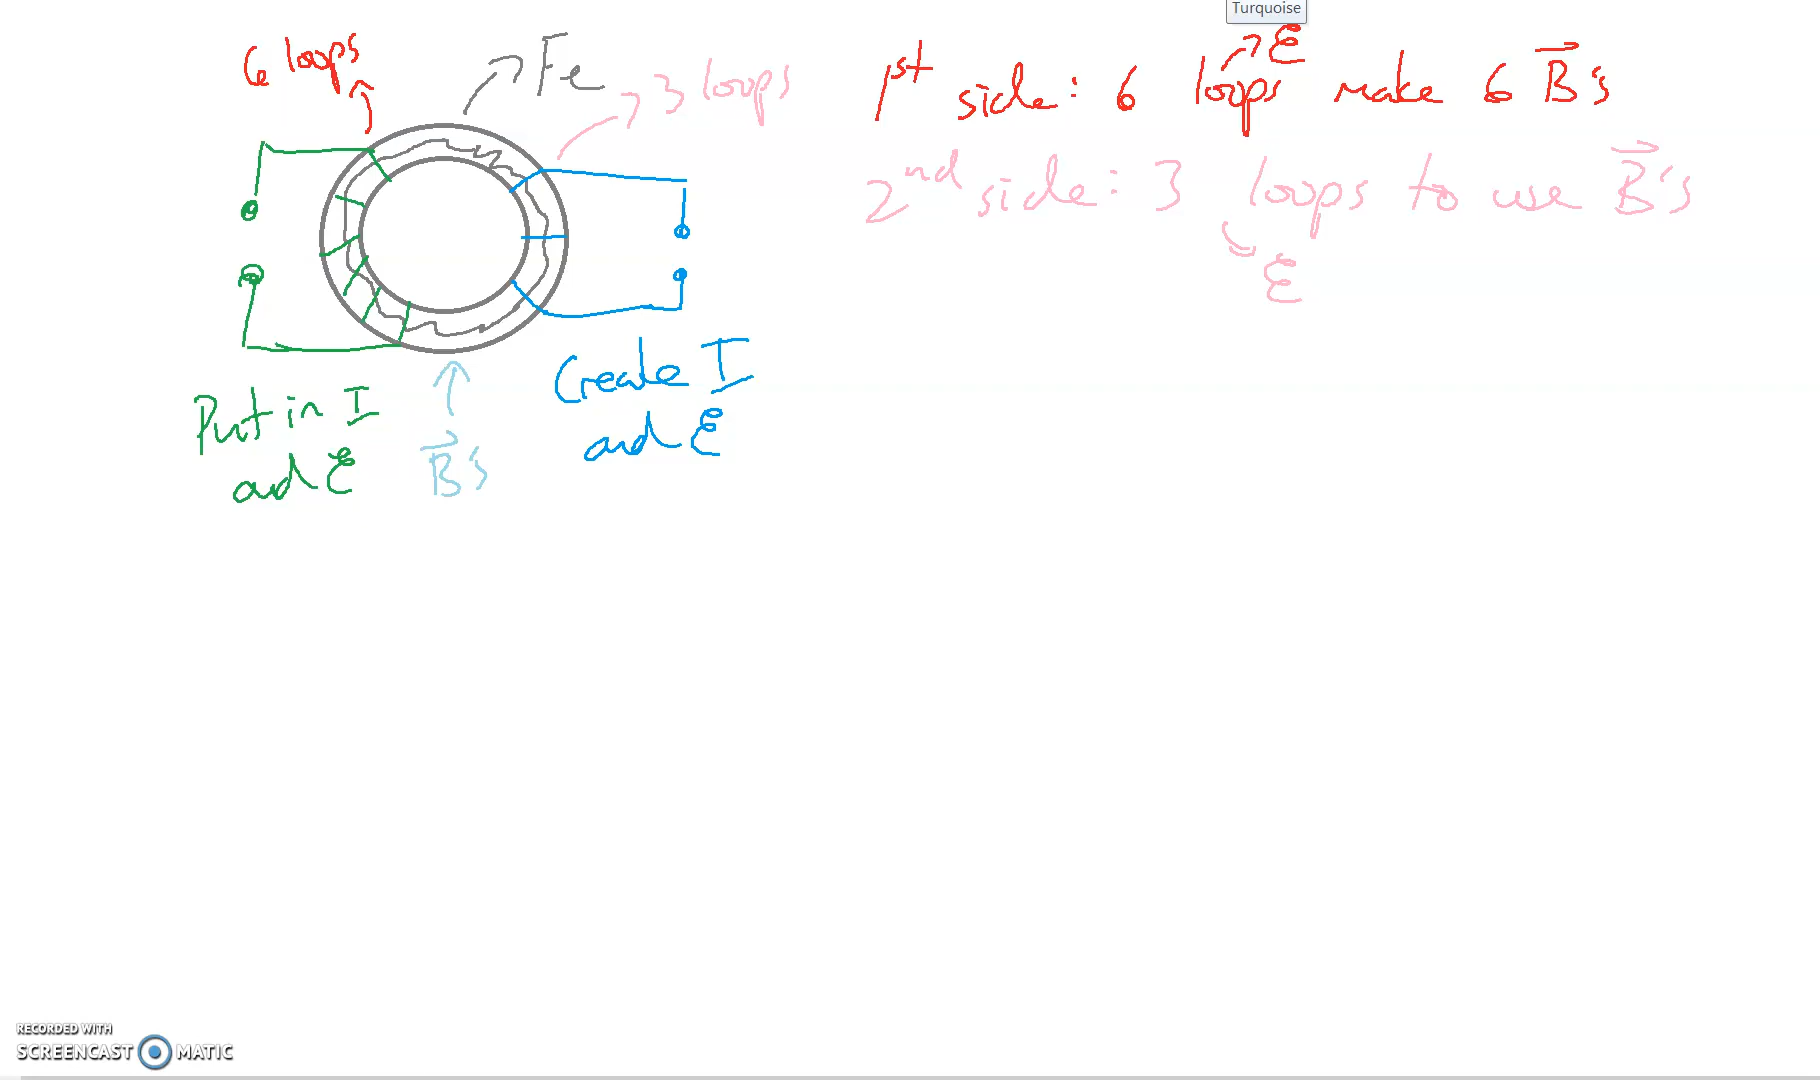 Turquoise
6 loops
Fe
3 loops
1st side: 6 loops make 6 B's
ε
2nd side: 3 loops to use B's
ε
Put in I
and ε
B's
Create I
and ε
RECORDED WITH
SCREENCAST MATIC